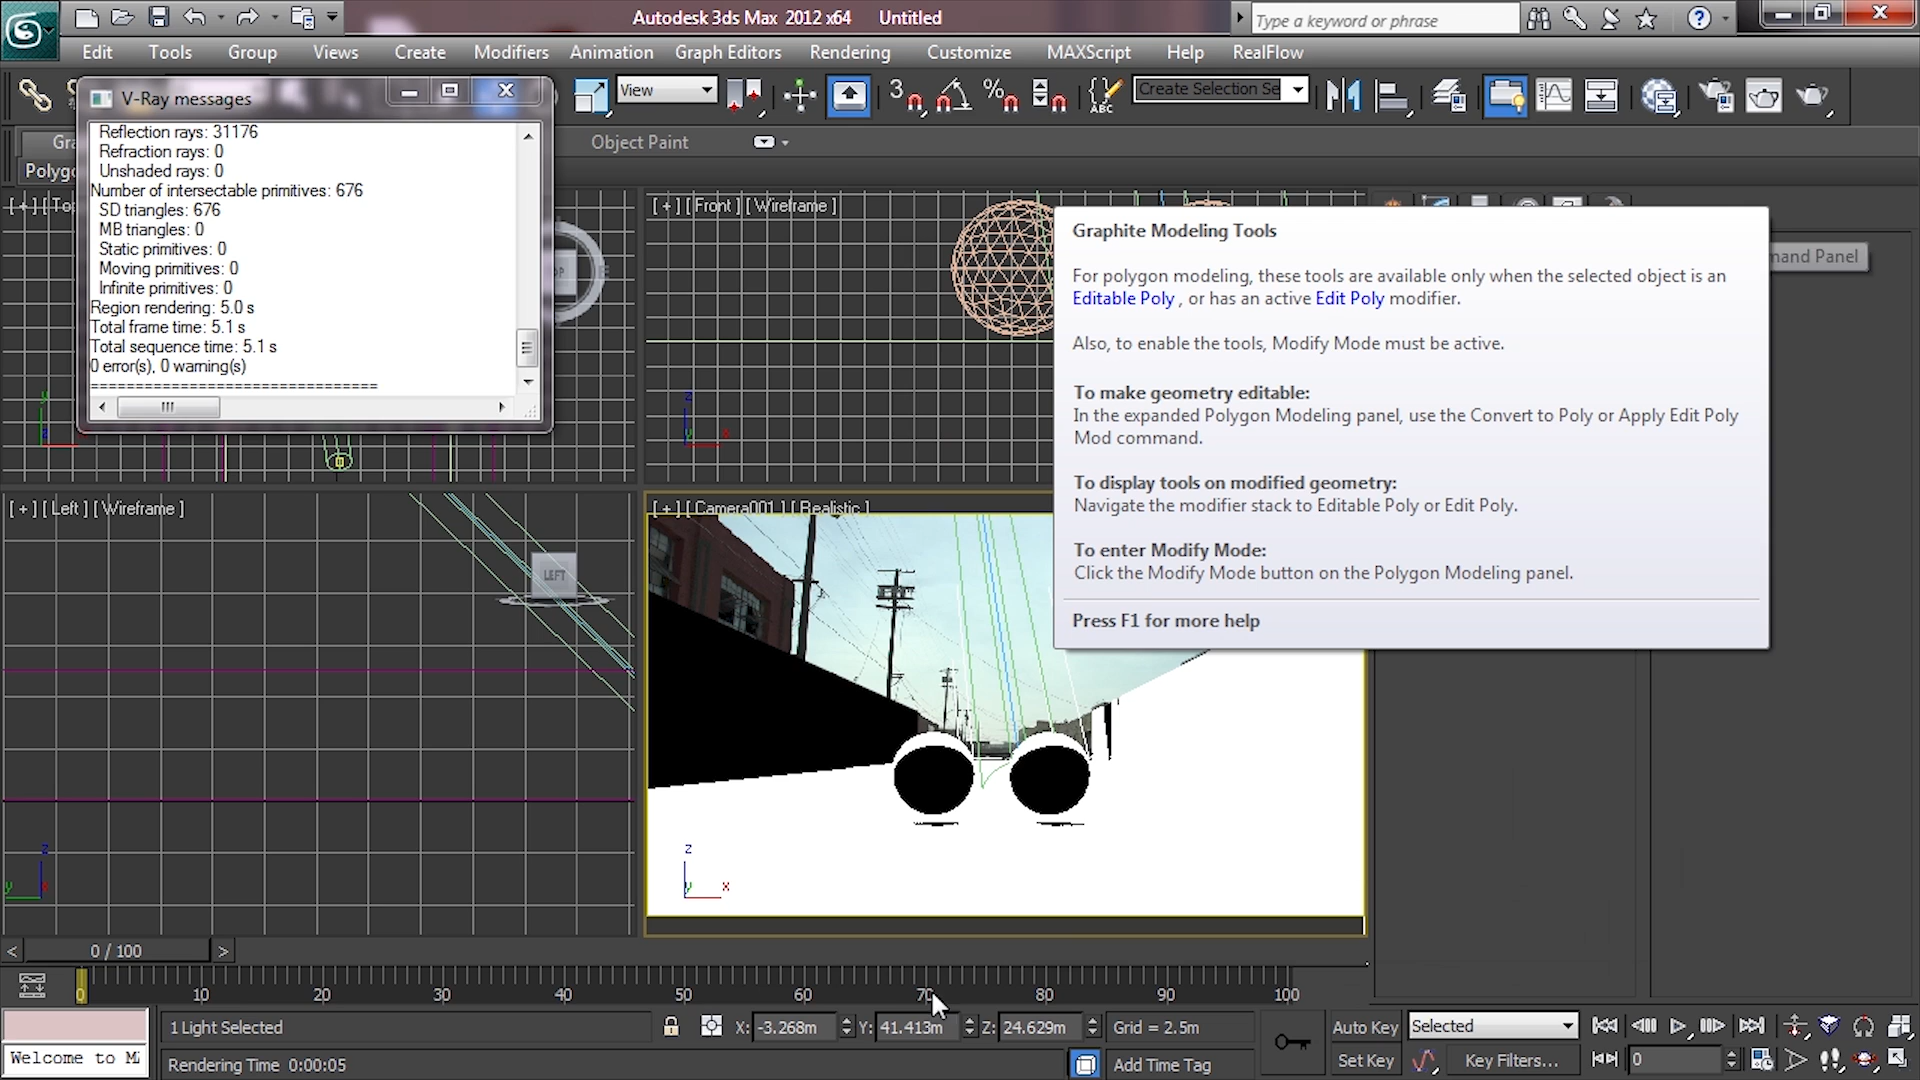 Autodesk 3ds Max 2012 x64 Untitled
Type a keyword or phrase
Edit Tools Group Views Create Modifiers Animation Graph Editors Rendering Customize MAXScript Help RealFlow
V-Ray messages
View
3
%
ABC
Create Selection Se
Object Paint
Reflection rays: 31176
Refraction rays: 0
Unshaded rays: 0
Number of intersectable primitives: 676
SD triangles: 676
MB triangles: 0
Static primitives: 0
Moving primitives: 0
Infinite primitives: 0
Region rendering: 5.0 s
Total frame time: 5.1 s
Total sequence time: 5.1 s
0 error(s), 0 warning(s)
================================
[ + ] [ Front ] [ Wireframe ]
Graphite Modeling Tools
For polygon modeling, these tools are available only when the selected object is an
Editable Poly , or has an active Edit Poly modifier.
Also, to enable the tools, Modify Mode must be active.
To make geometry editable:
In the expanded Polygon Modeling panel, use the Convert to Poly or Apply Edit Poly
Mod command.
To display tools on modified geometry:
Navigate the modifier stack to Editable Poly or Edit Poly.
To enter Modify Mode:
Click the Modify Mode button on the Polygon Modeling panel.
Press F1 for more help
mand Panel
[ + ] [ Left ] [ Wireframe ]
LEFT
[ + ] [ Camera001 ] [ Realistic ]
z
y
x
0 / 100
0 10 20 30 40 50 60 70 80 90 100
1 Light Selected
X: -3.268m Y: 41.413m Z: 24.629m Grid = 2.5m
Auto Key Selected
Welcome to M
Rendering Time 0:00:05
Add Time Tag
Set Key Key Filters... 0